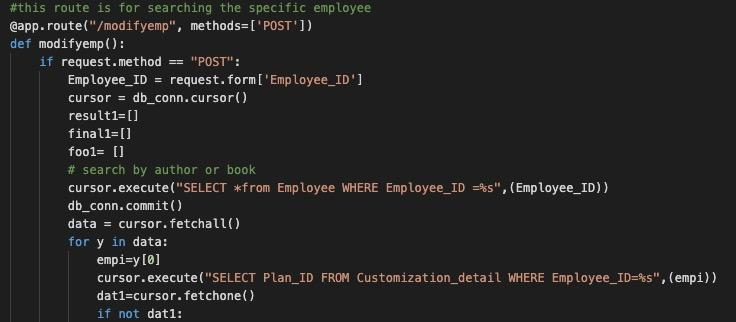 #this route is for searching the specific employee
@app.route("/modifyemp", methods=['POST'])
def modifyemp():
    if request.method == "POST":
        Employee_ID = request.form['Employee_ID']
        cursor = db_conn.cursor()
        result1=[]
        final1=[]
        foo1= []
        # search by author or book
        cursor.execute("SELECT *from Employee WHERE Employee_ID =%s",(Employee_ID))
        db_conn.commit()
        data = cursor.fetchall()
        for y in data:
            empi=y[0]
            cursor.execute("SELECT Plan_ID FROM Customization_detail WHERE Employee_ID=%s",(empi))
            dat1=cursor.fetchone()
            if not dat1: